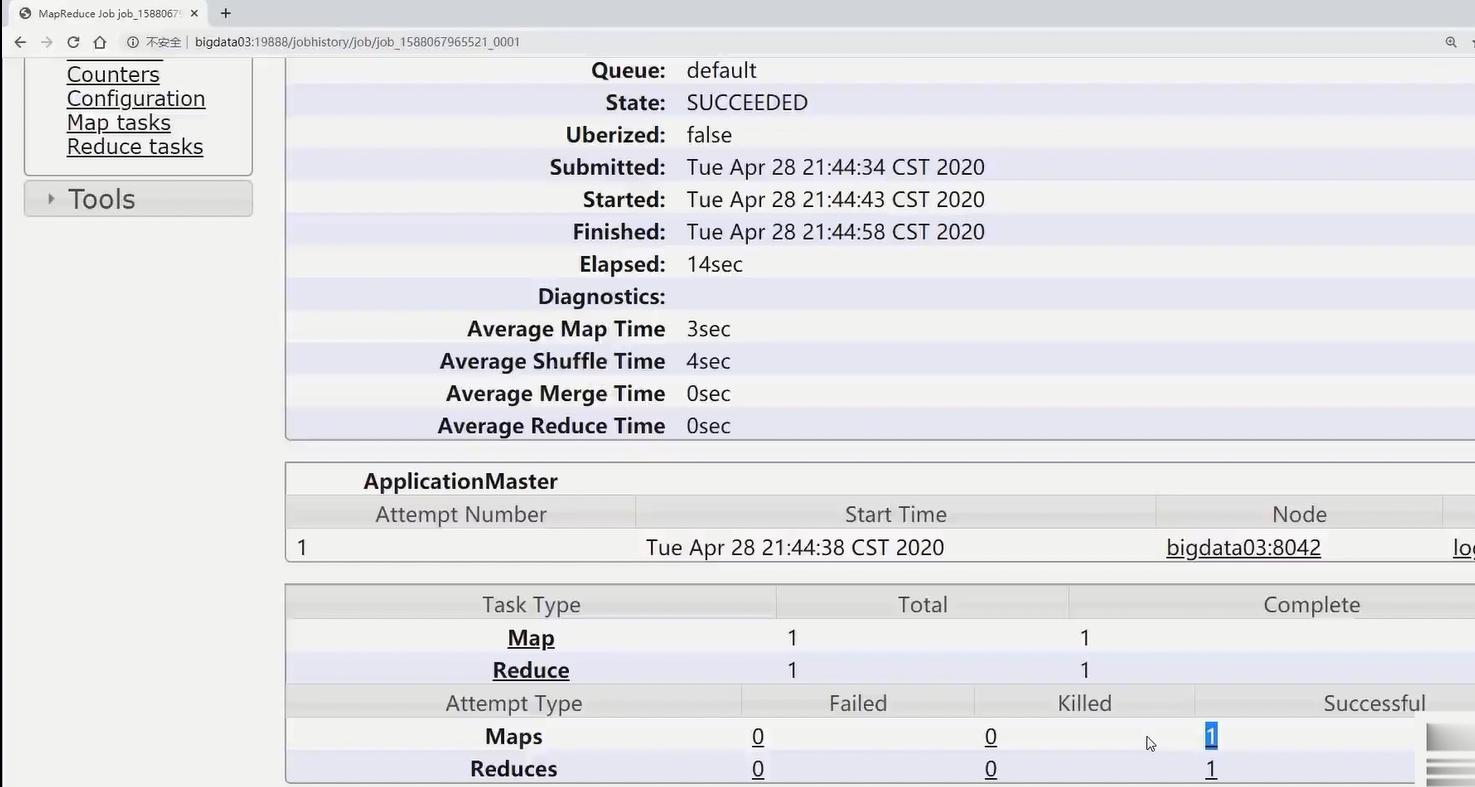 MapReduce Job job_1588067
不安全 bigdata03:19888/jobhistory/job/job_1588067965521_0001
Counters
Configuration
Map tasks
Reduce tasks
Tools
Queue: default
State: SUCCEEDED
Uberized: false
Submitted: Tue Apr 28 21:44:34 CST 2020
Started: Tue Apr 28 21:44:43 CST 2020
Finished: Tue Apr 28 21:44:58 CST 2020
Elapsed: 14sec
Diagnostics:
Average Map Time 3sec
Average Shuffle Time 4sec
Average Merge Time 0sec
Average Reduce Time 0sec
ApplicationMaster
Attempt Number Start Time Node
1 Tue Apr 28 21:44:38 CST 2020 bigdata03:8042
Task Type Total Complete
Map 1 1
Reduce 1 1
Attempt Type Failed Killed Successful
Maps 0 0 1
Reduces 0 0 1